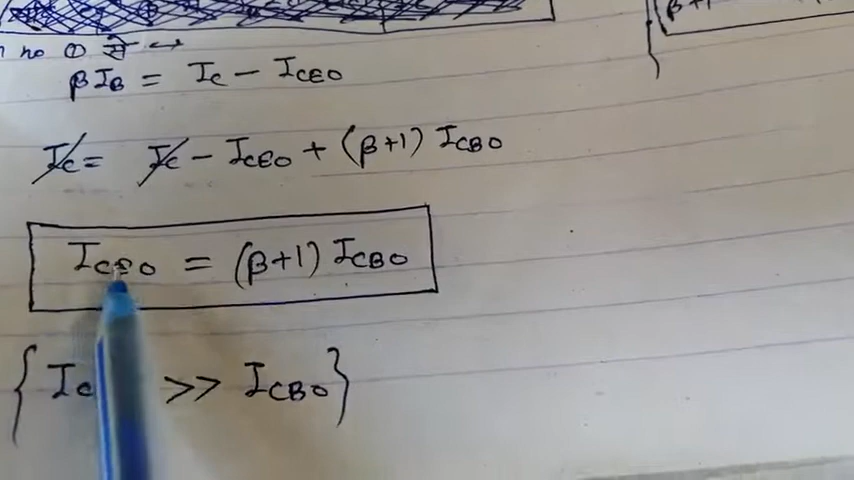 no ① से →
βI_B = I_C − I_CEO
I_C = I_C − I_CEO + (β+1) I_CBO
I_CEO = (β+1) I_CBO
{ I_C >> I_CBO }